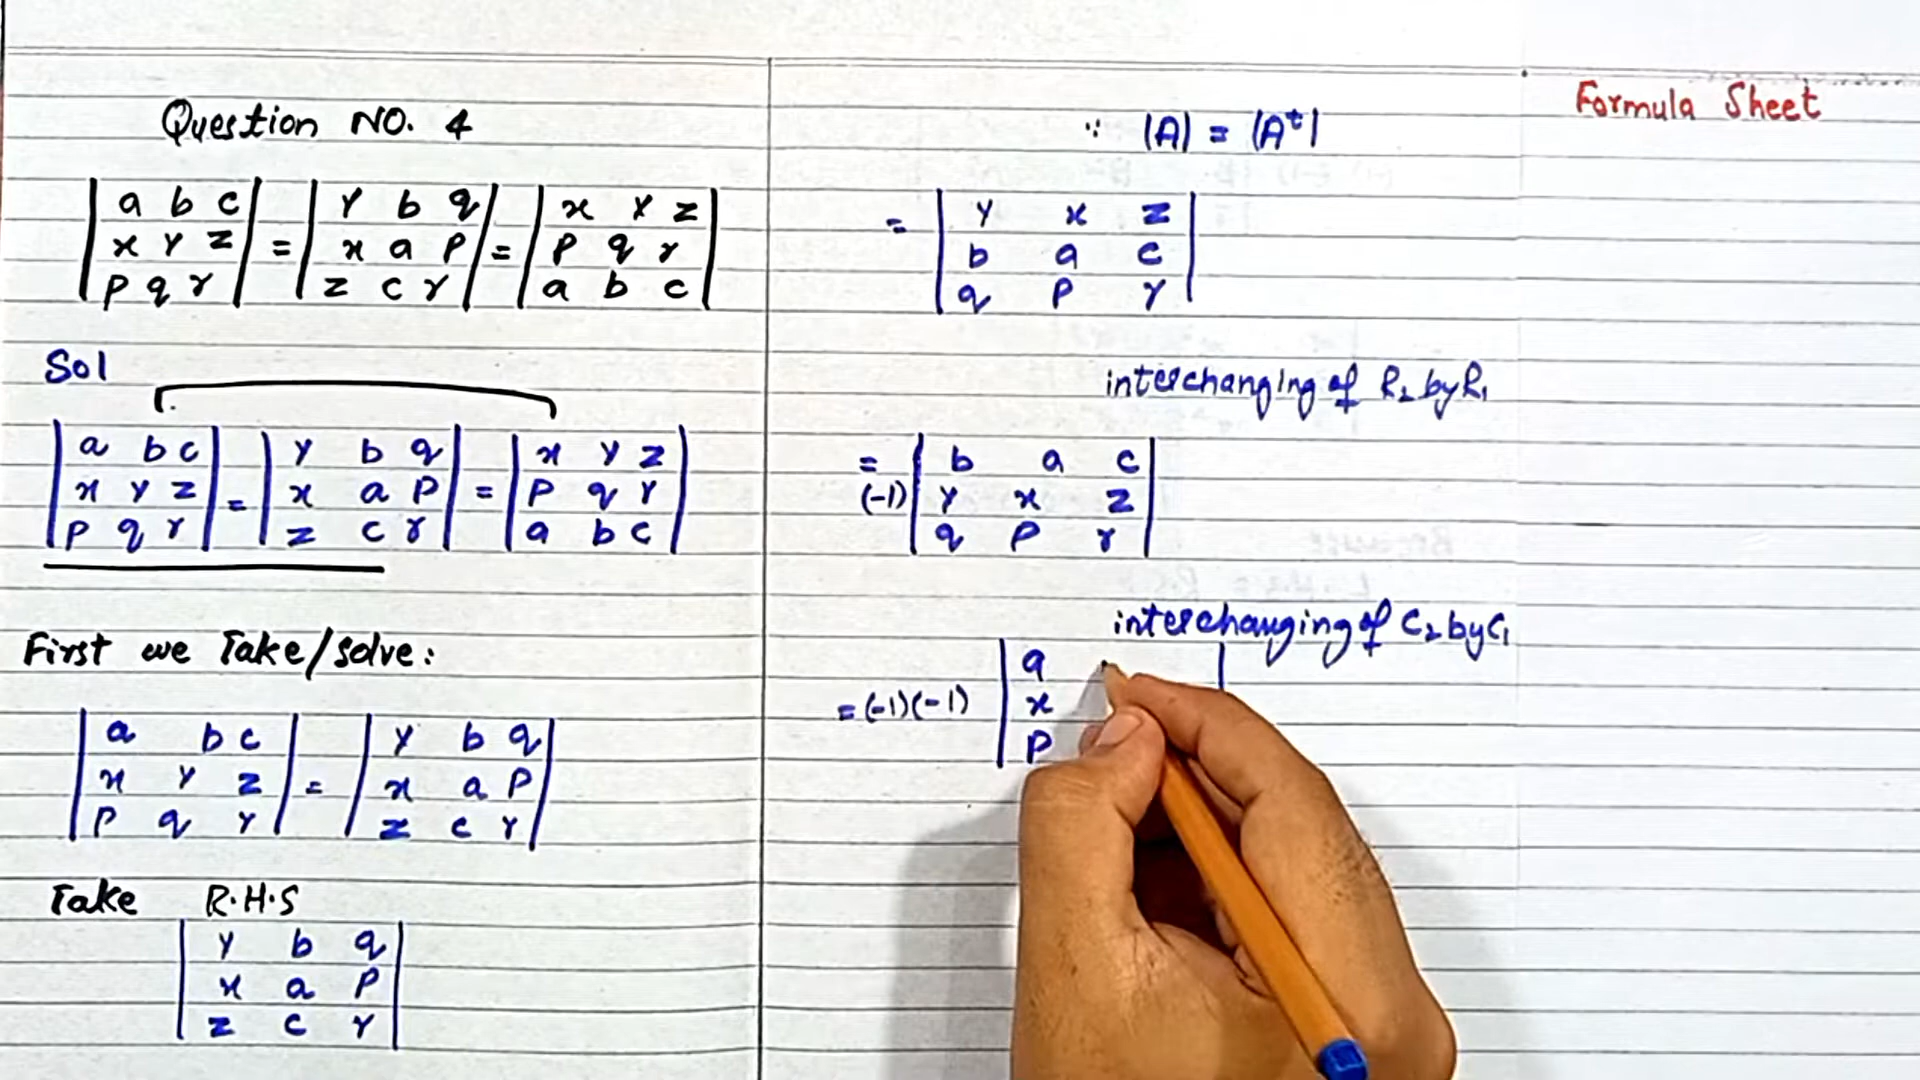 Question NO. 4
| a b c | = | y b q | = | x y z |
| x y z | | x a p | | p q r |
| p q r | | z c r | | a b c |
Sol
| a b c | = | y b q | = | x y z |
| x y z | | x a p | | p q r |
| p q r | | z c r | | a b c |
First we Take/solve:
| a b c | = | y b q |
| x y z | | x a p |
| p q r | | z c r |
Take R.H.S
| y b q |
| x a p |
| z c r |
∵ |A| = |Aᵗ|
= | y x z |
| b a c |
| q p r |
interchanging of R₂ by R₁
= (-1) | b a c |
| y x z |
| q p r |
interchanging of C₂ by C₁
= (-1)(-1) | a
| x
| p
Formula Sheet